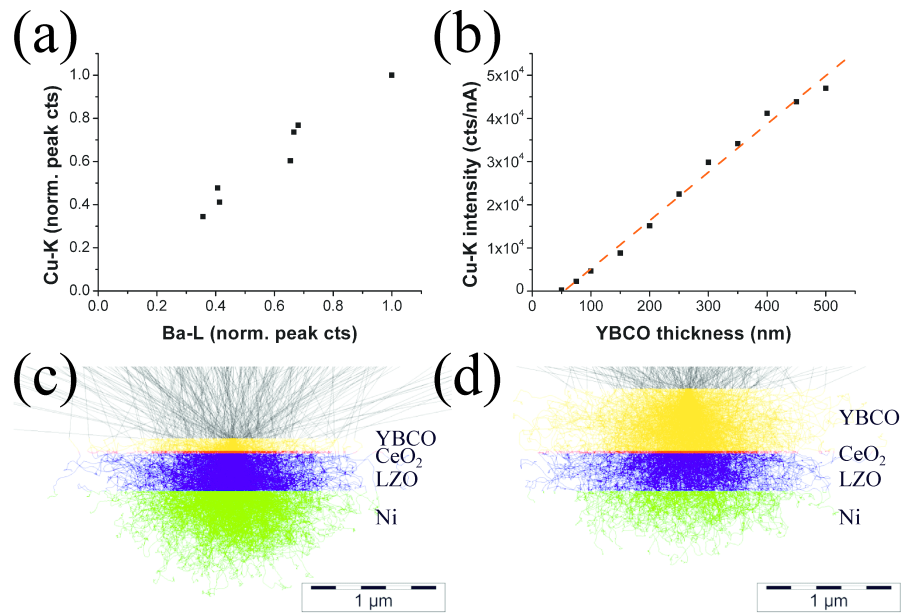 (a)
Cu-K (norm. peak cts)
1.0
0.8
0.6
0.4
0.2
0.0
0.0 0.2 0.4 0.6 0.8 1.0
Ba-L (norm. peak cts)
(b)
Cu-K intensity (cts/nA)
5x10⁴
4x10⁴
3x10⁴
2x10⁴
1x10⁴
0
0 100 200 300 400 500
YBCO thickness (nm)
(c)
YBCO
CeO₂
LZO
Ni
1 µm
(d)
YBCO
CeO₂
LZO
Ni
1 µm